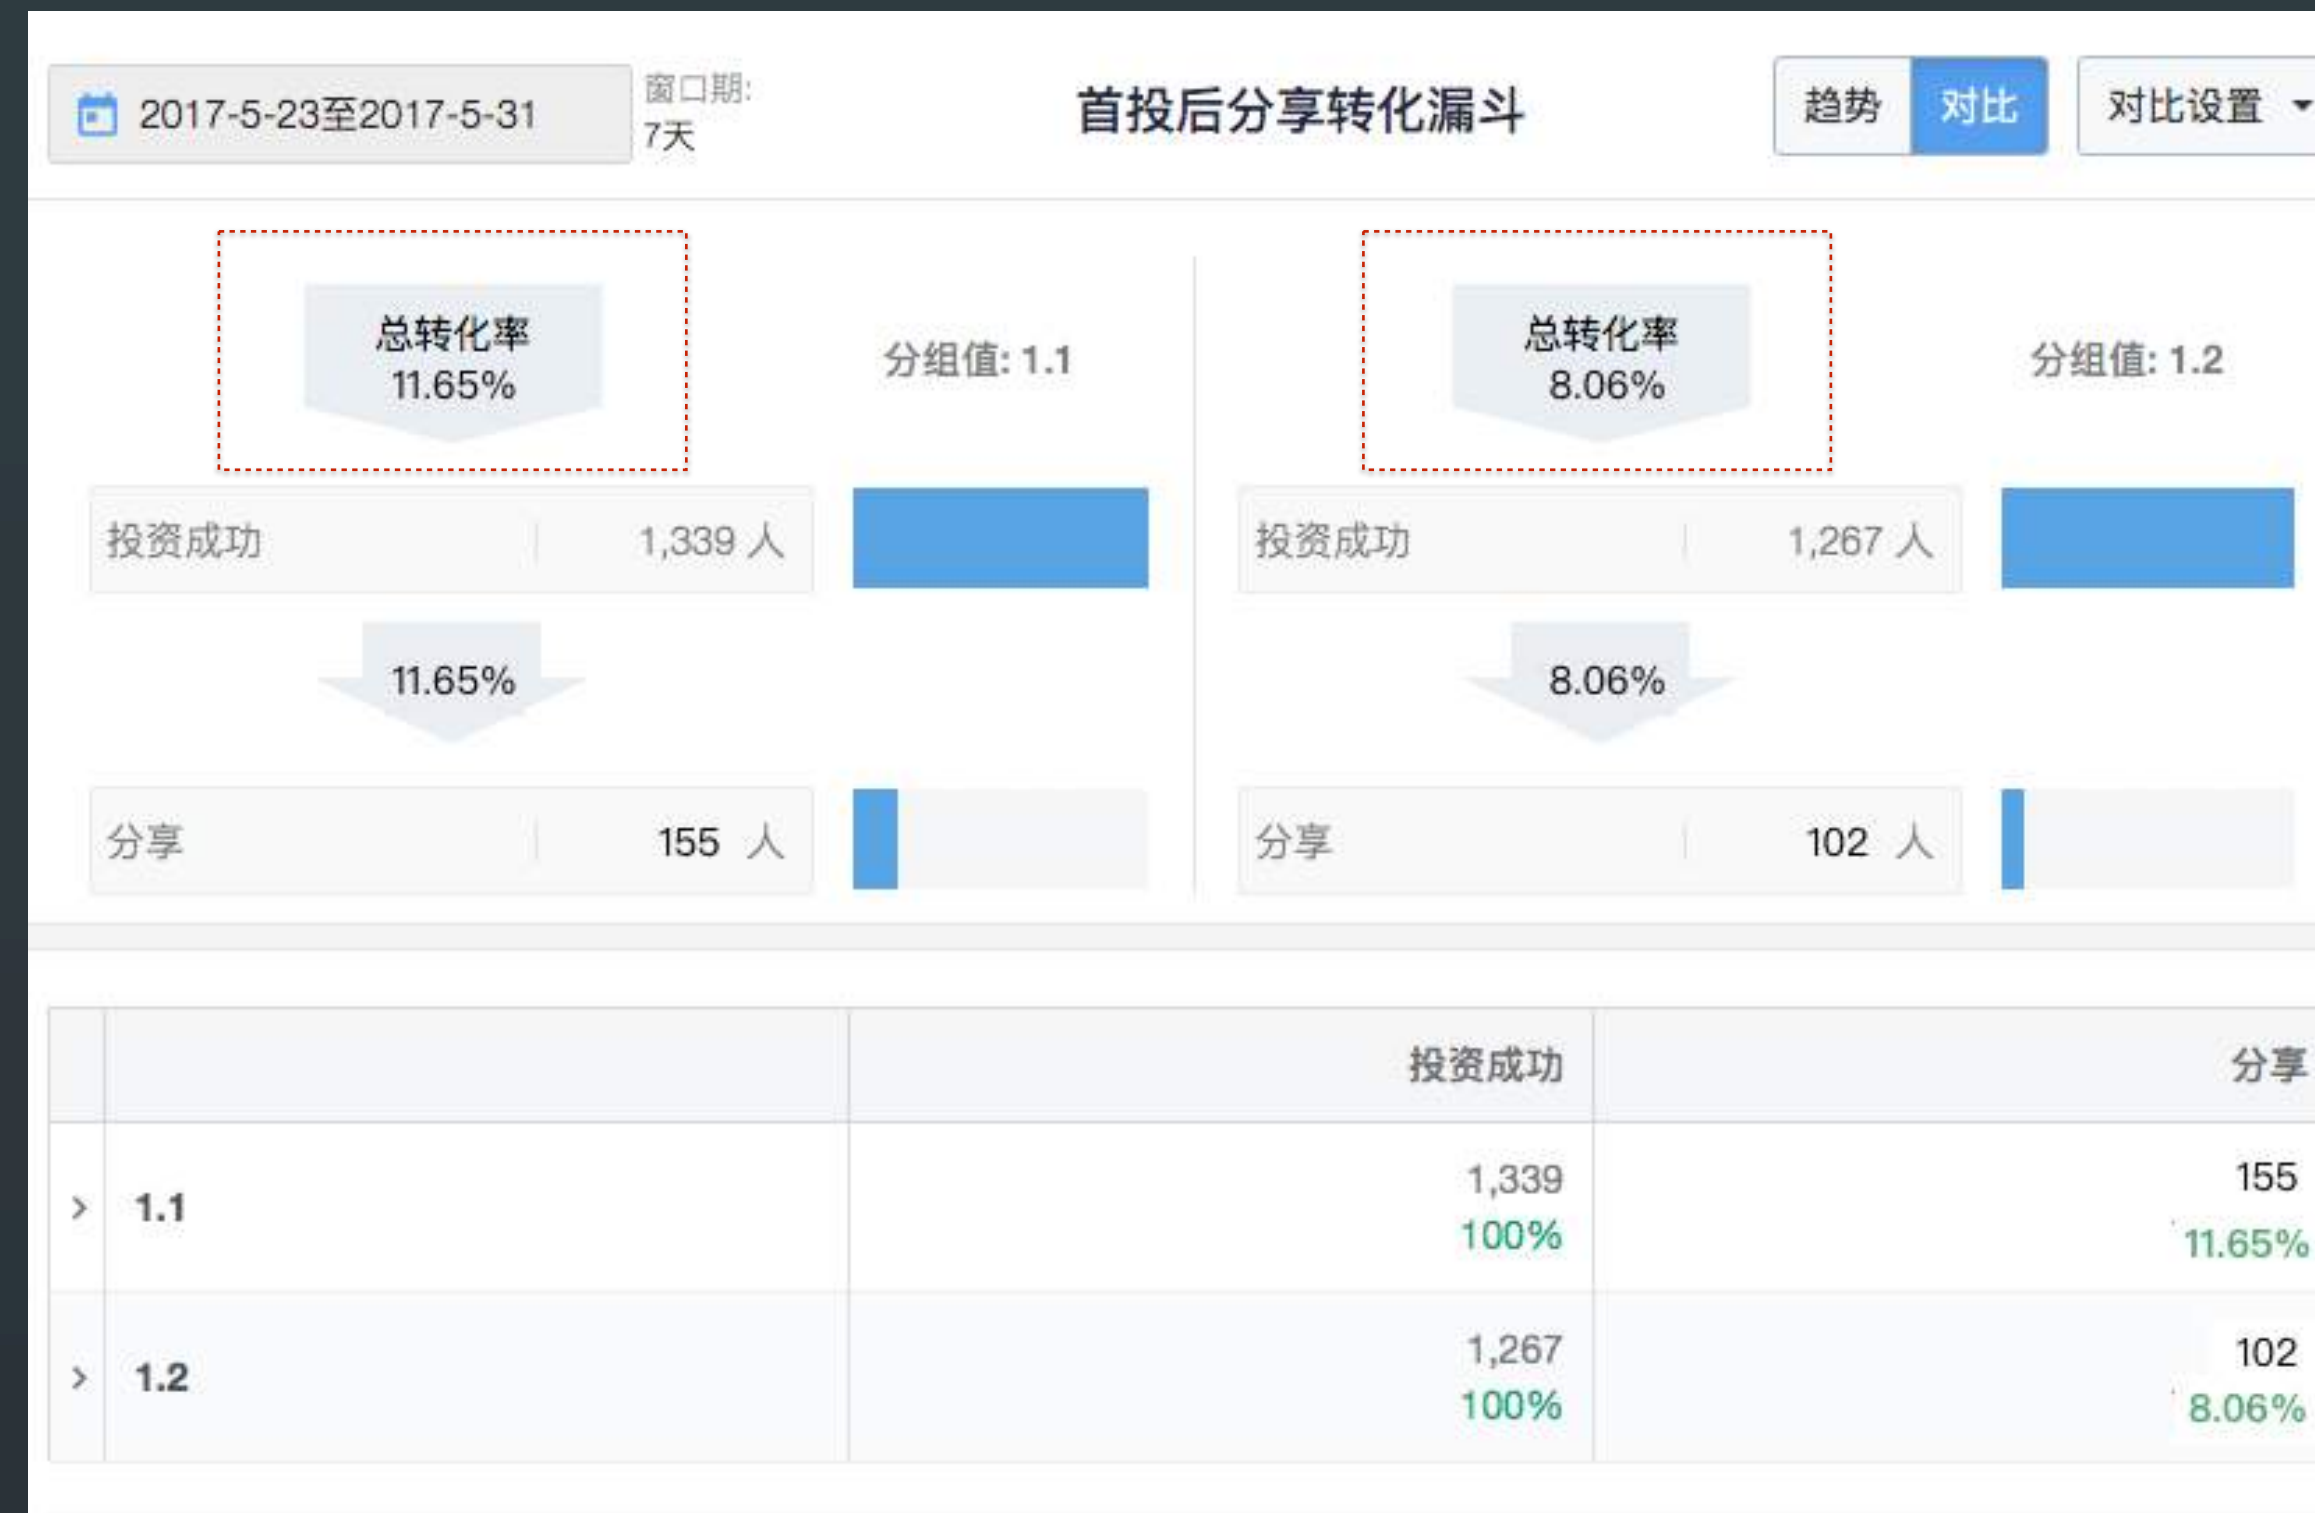 2017-5-23至2017-5-31
窗口期:
7天
首投后分享转化漏斗
趋势
对比
对比设置
总转化率
11.65%
分组值: 1.1
投资成功
1,339 人
11.65%
分享
155 人
总转化率
8.06%
分组值: 1.2
投资成功
1,267 人
8.06%
分享
102 人
投资成功 分享
1.1
1,339 155
100% 11.65%
1.2
1,267 102
100% 8.06%